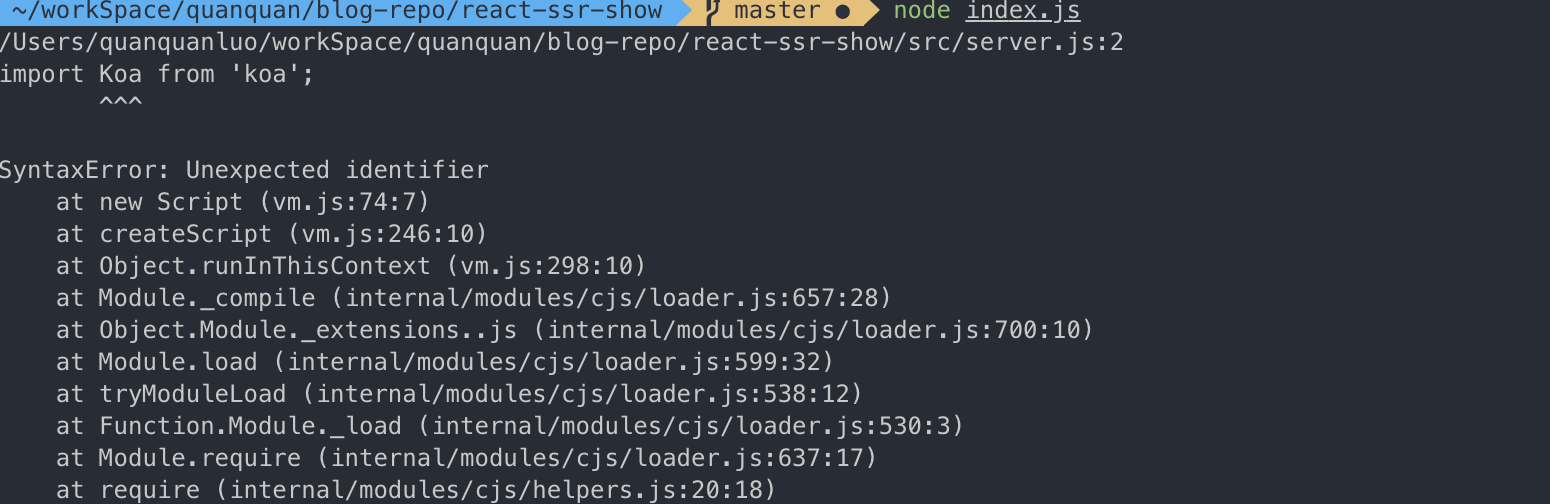 ~/workSpace/quanquan/blog-repo/react-ssr-show master ● node index.js
/Users/quanquanluo/workSpace/quanquan/blog-repo/react-ssr-show/src/server.js:2
import Koa from 'koa';
       ^^^
SyntaxError: Unexpected identifier
    at new Script (vm.js:74:7)
    at createScript (vm.js:246:10)
    at Object.runInThisContext (vm.js:298:10)
    at Module._compile (internal/modules/cjs/loader.js:657:28)
    at Object.Module._extensions..js (internal/modules/cjs/loader.js:700:10)
    at Module.load (internal/modules/cjs/loader.js:599:32)
    at tryModuleLoad (internal/modules/cjs/loader.js:538:12)
    at Function.Module._load (internal/modules/cjs/loader.js:530:3)
    at Module.require (internal/modules/cjs/loader.js:637:17)
    at require (internal/modules/cjs/helpers.js:20:18)